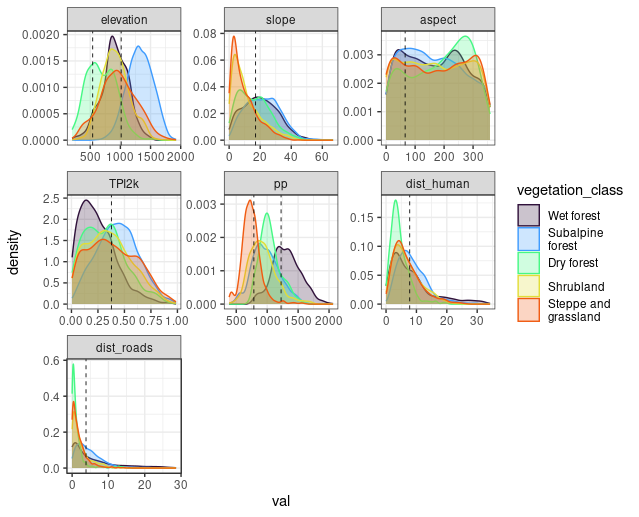 elevation slope aspect
0.0020
0.0015
0.0010
0.0005
0.0000
500 1000 1500 2000
0.08
0.06
0.04
0.02
0.00
0 20 40 60
0.003
0.002
0.001
0.000
0 100 200 300
TPI2k pp dist_human
2.5
2.0
1.5
1.0
0.5
0.0
0.00 0.25 0.50 0.75 1.00
0.003
0.002
0.001
0.000
500 1000 1500 2000
0.15
0.10
0.05
0.00
0 10 20 30
dist_roads
0.6
0.4
0.2
0.0
0 10 20 30
density
val
vegetation_class
Wet forest
Subalpine
forest
Dry forest
Shrubland
Steppe and
grassland